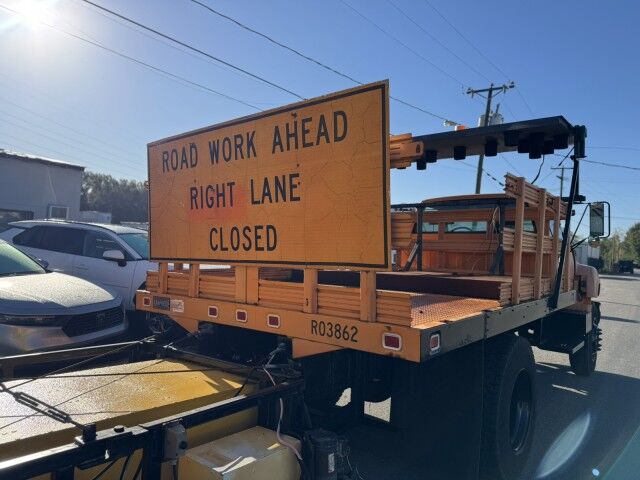 ROAD WORK AHEAD
RIGHT LANE
CLOSED
R03862